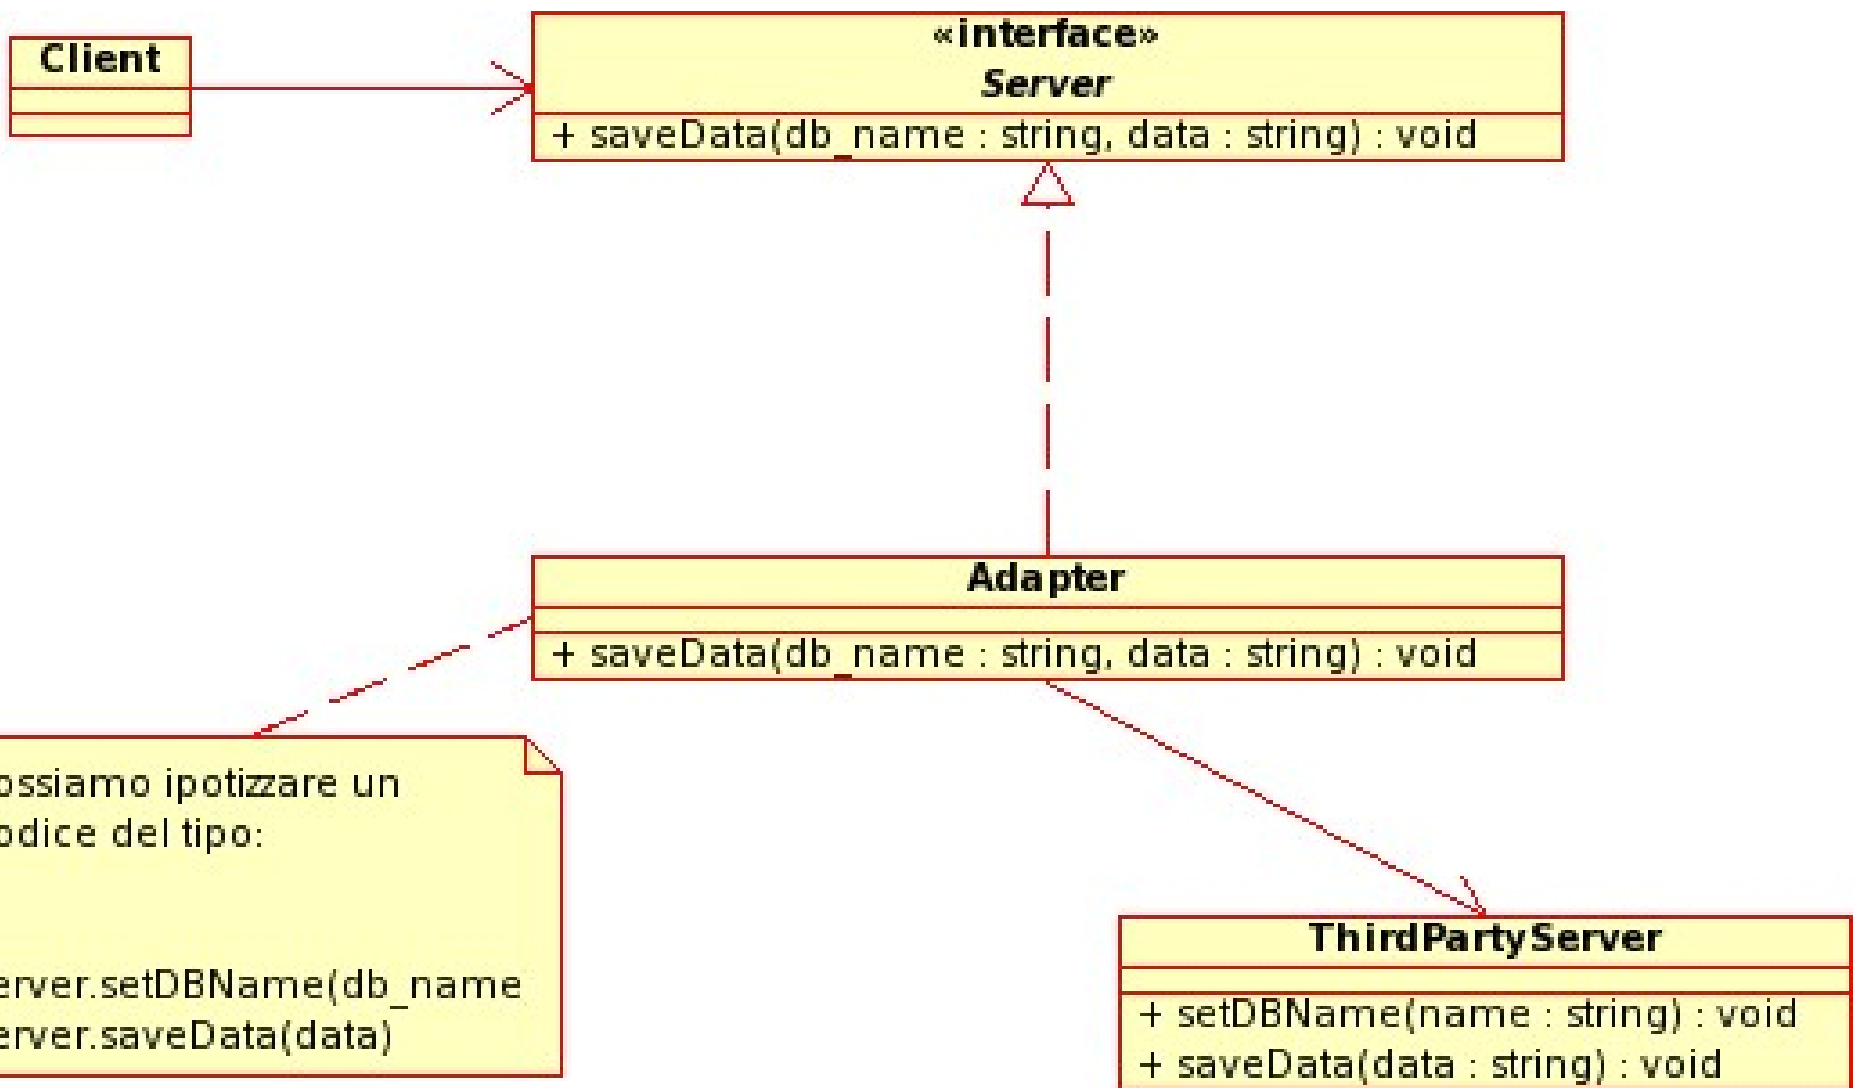 Client
«interface»
Server
+ saveData(db_name : string, data : string) : void
Adapter
+ saveData(db_name : string, data : string) : void
ossiamo ipotizzare un
odice del tipo:
erver.setDBName(db_name
erver.saveData(data)
ThirdPartyServer
+ setDBName(name : string) : void
+ saveData(data : string) : void